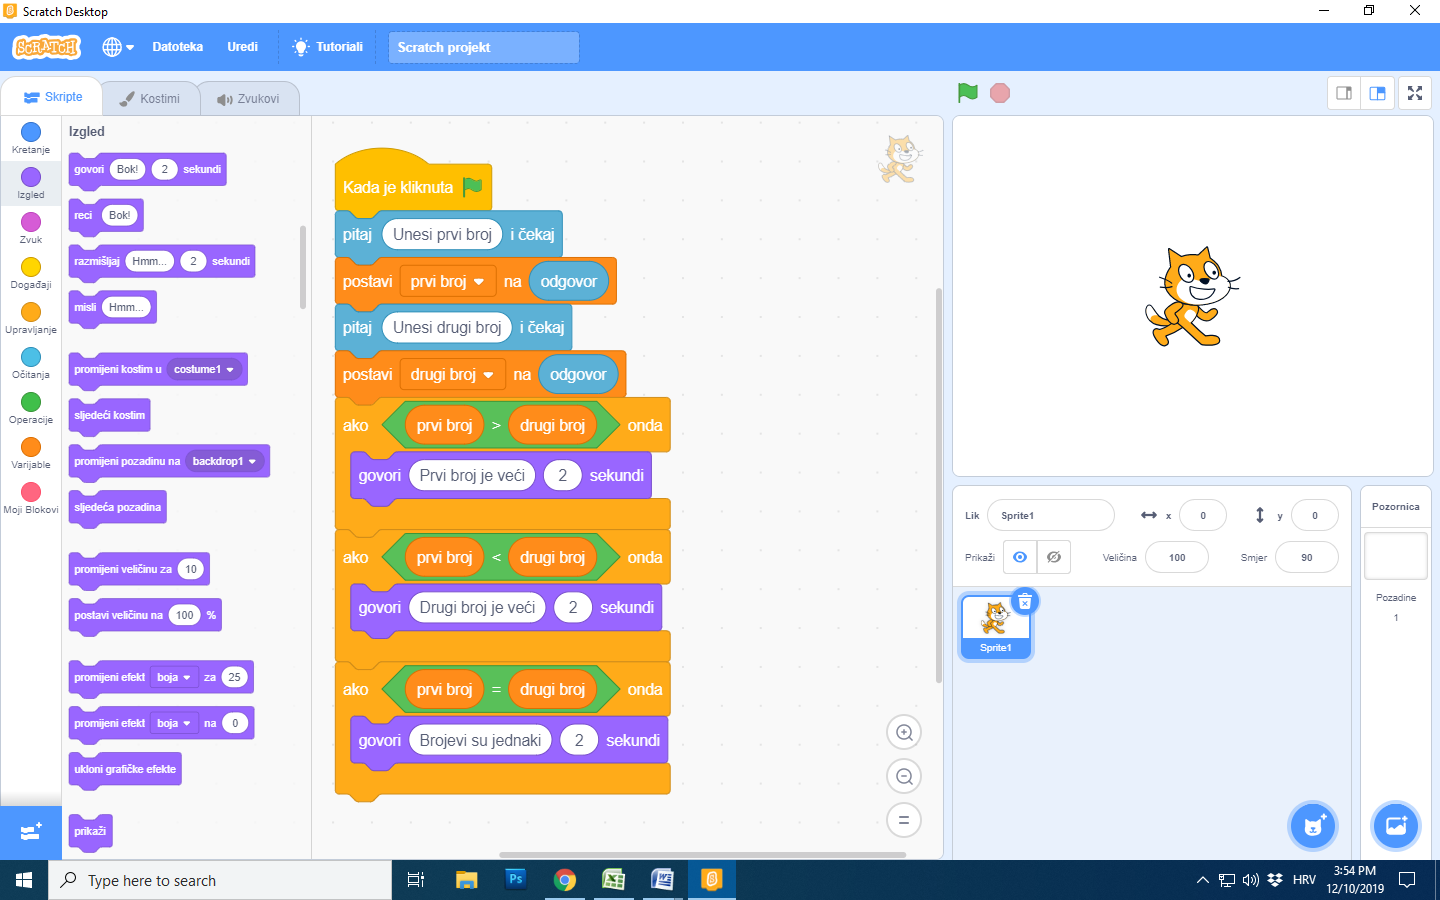 Scratch Desktop
SCRATCH
Datoteka
Uredi
Tutoriali
Scratch projekt
Skripte
Kostimi
Zvukovi
Kretanje
Izgled
Zvuk
Događaji
Upravljanje
Očitanja
Operacije
Varijable
Moji Blokovi
Izgled
govori Bok! 2 sekundi
reci Bok!
razmišljaj Hmm... 2 sekundi
misli Hmm...
promijeni kostim u costume1
sljedeći kostim
promijeni pozadinu na backdrop1
sljedeća pozadina
promijeni veličinu za 10
postavi veličinu na 100 %
promijeni efekt boja za 25
promijeni efekt boja na 0
ukloni grafičke efekte
prikaži
Kada je kliknuta
pitaj Unesi prvi broj i čekaj
postavi prvi broj na odgovor
pitaj Unesi drugi broj i čekaj
postavi drugi broj na odgovor
ako prvi broj > drugi broj onda
govori Prvi broj je veći 2 sekundi
ako prvi broj < drugi broj onda
govori Drugi broj je veći 2 sekundi
ako prvi broj = drugi broj onda
govori Brojevi su jednaki 2 sekundi
Lik Sprite1 x 0 y 0
Prikaži Veličina 100 Smjer 90
Sprite1
Pozornica
Pozadine
1
Type here to search
Ps
HRV
3:54 PM
12/10/2019